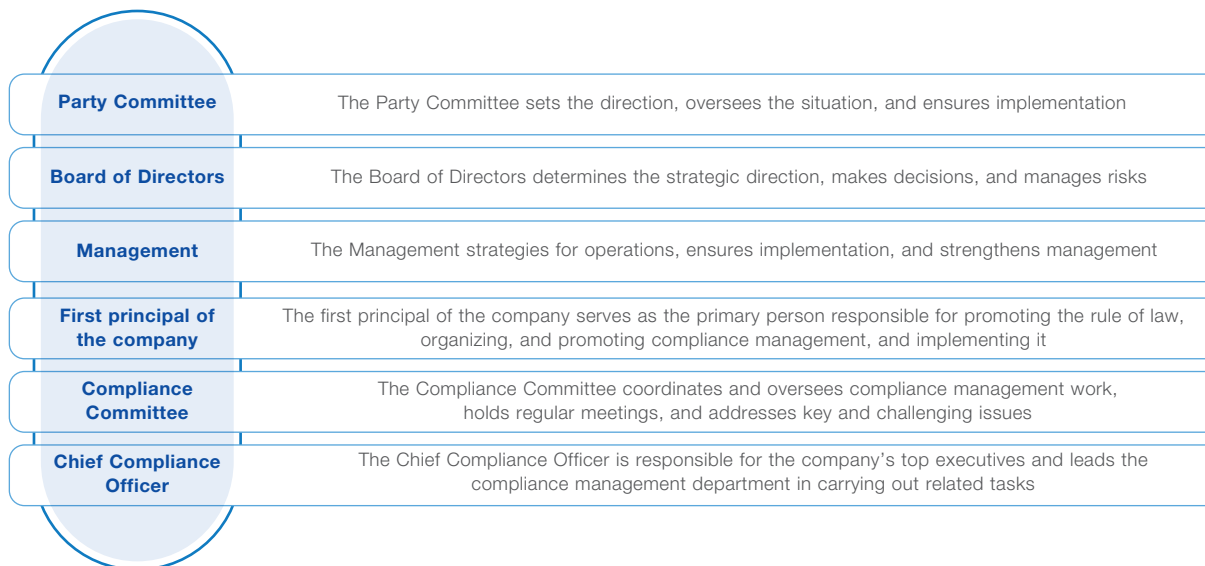 Party Committee
The Party Committee sets the direction, oversees the situation, and ensures implementation
Board of Directors
The Board of Directors determines the strategic direction, makes decisions, and manages risks
Management
The Management strategies for operations, ensures implementation, and strengthens management
First principal of
the company
The first principal of the company serves as the primary person responsible for promoting the rule of law,
organizing, and promoting compliance management, and implementing it
Compliance
Committee
The Compliance Committee coordinates and oversees compliance management work,
holds regular meetings, and addresses key and challenging issues
Chief Compliance
Officer
The Chief Compliance Officer is responsible for the company’s top executives and leads the
compliance management department in carrying out related tasks